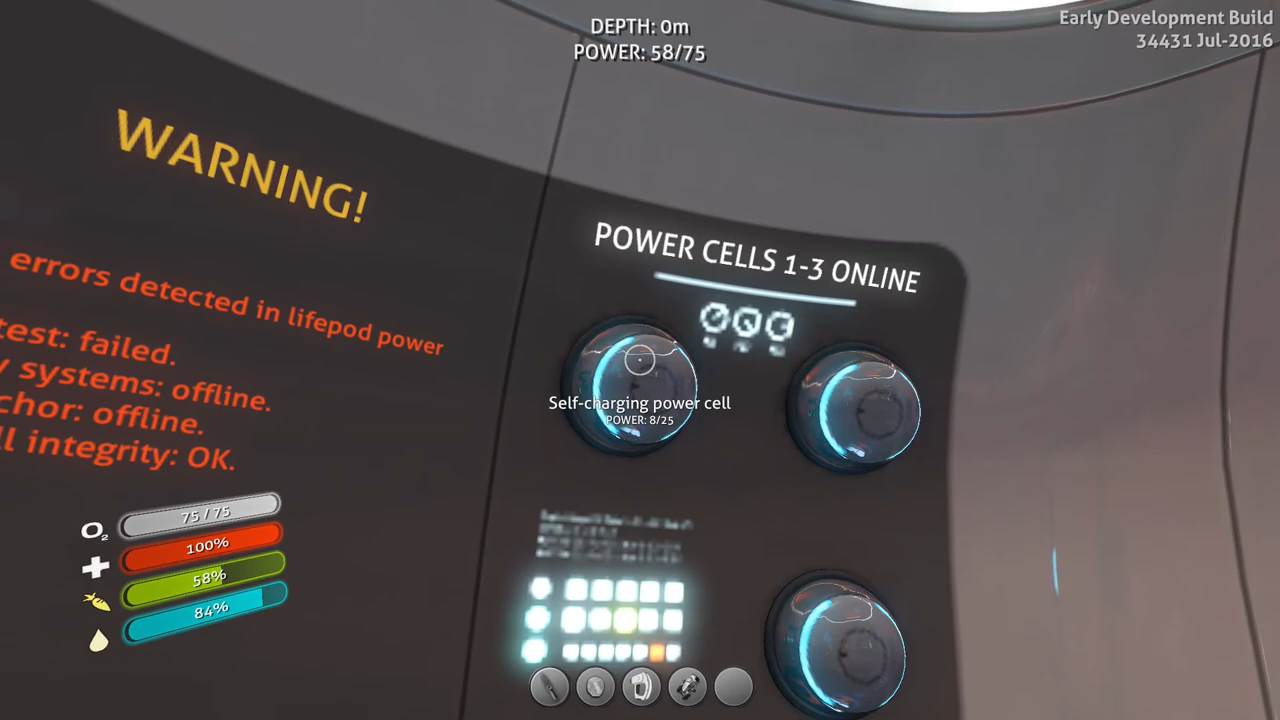 Early Development Build
34431 Jul-2016
DEPTH: 0m
POWER: 58/75
WARNING!
errors detected in lifepod power
test: failed.
systems: offline.
offline.
integrity: OK.
POWER CELLS 1-3 ONLINE
Self-charging power cell
POWER: 8/25
O₂ 75 / 75
100%
58%
84%